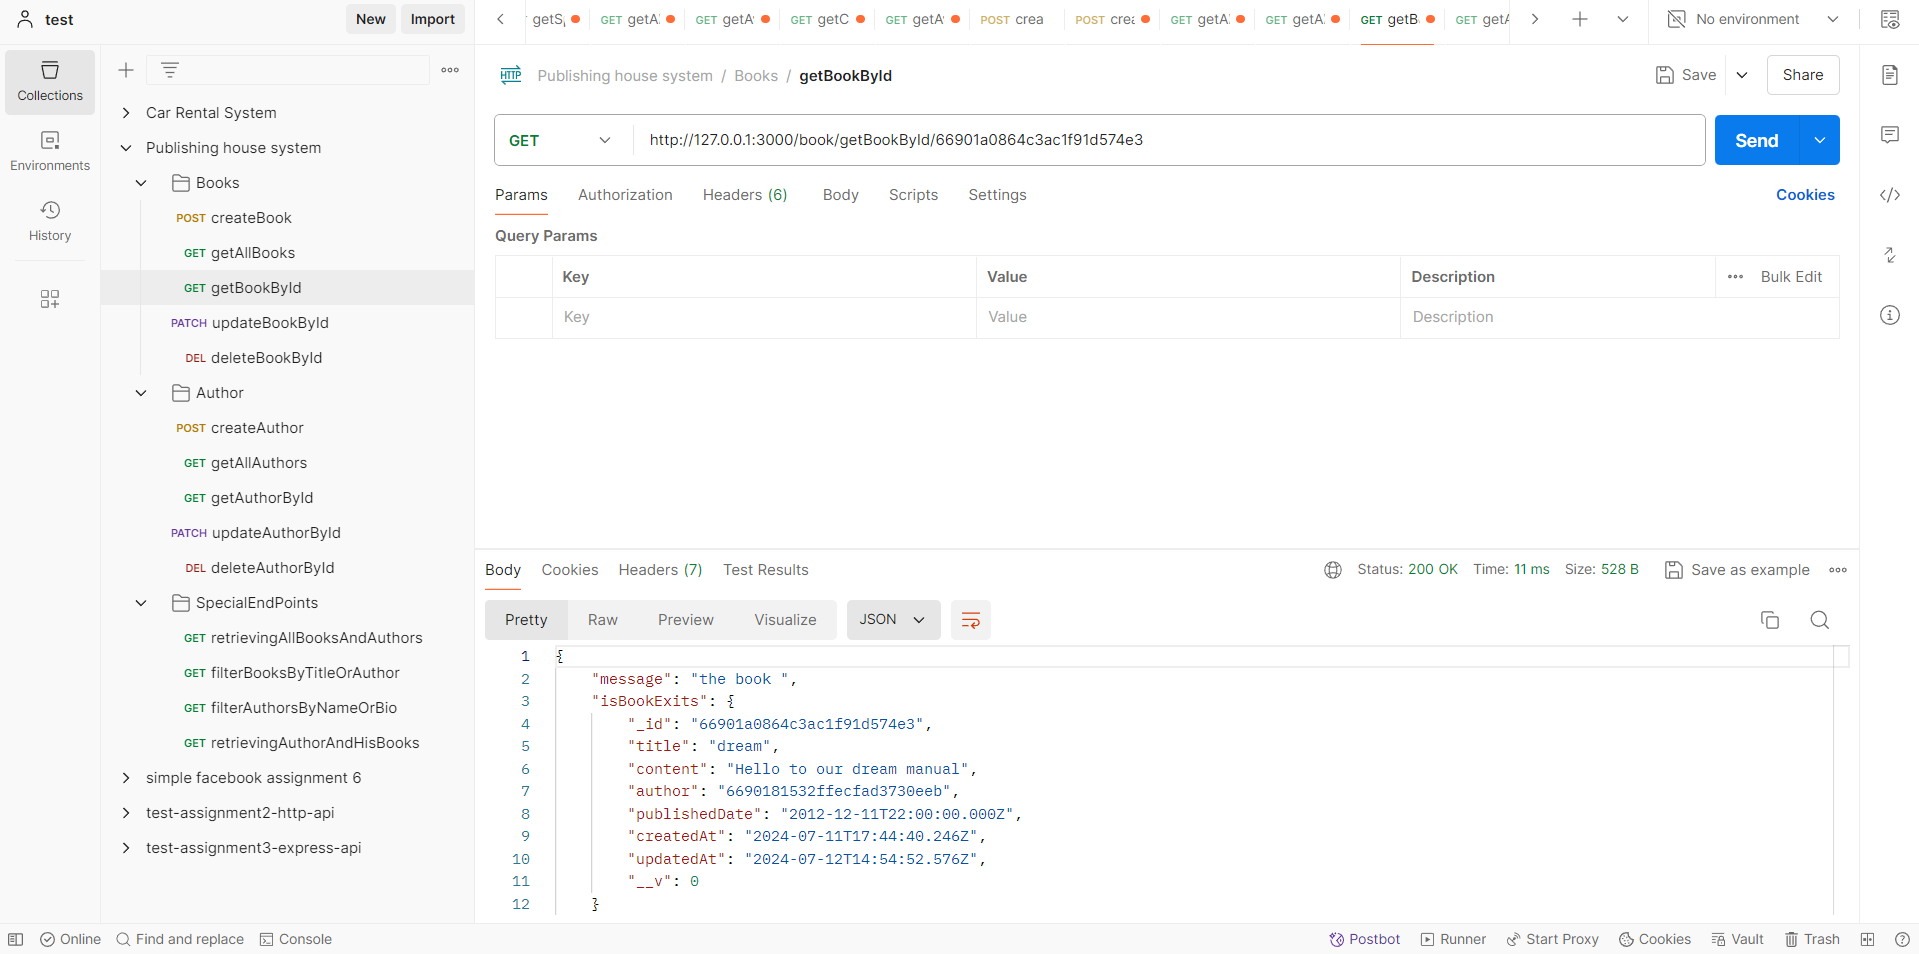 test
New
Import
getS
GET getA
GET getA
GET getC
GET getA
POST crea
POST crea
GET getA
GET getA
GET getB
GET getA
No environment
Collections
Environments
History
Car Rental System
Publishing house system
Books
POST createBook
GET getAllBooks
GET getBookById
PATCH updateBookById
DEL deleteBookById
Author
POST createAuthor
GET getAllAuthors
GET getAuthorById
PATCH updateAuthorById
DEL deleteAuthorById
SpecialEndPoints
GET retrievingAllBooksAndAuthors
GET filterBooksByTitleOrAuthor
GET filterAuthorsByNameOrBio
GET retrievingAuthorAndHisBooks
simple facebook assignment 6
test-assignment2-http-api
test-assignment3-express-api
HTTP Publishing house system / Books / getBookById
Save
Share
GET http://127.0.0.1:3000/book/getBookById/66901a0864c3ac1f91d574e3
Send
Params Authorization Headers (6) Body Scripts Settings
Cookies
Query Params
Key Value Description Bulk Edit
Key Value Description
Body Cookies Headers (7) Test Results
Status: 200 OK Time: 11 ms Size: 528 B Save as example
Pretty Raw Preview Visualize JSON
1 {
2 "message": "the book ",
3 "isBookExits": {
4 "_id": "66901a0864c3ac1f91d574e3",
5 "title": "dream",
6 "content": "Hello to our dream manual",
7 "author": "6690181532ffecfad3730eeb",
8 "publishedDate": "2012-12-11T22:00:00.000Z",
9 "createdAt": "2024-07-11T17:44:40.246Z",
10 "updatedAt": "2024-07-12T14:54:52.576Z",
11 "__v": 0
12 }
Online Find and replace Console
Postbot Runner Start Proxy Cookies Vault Trash